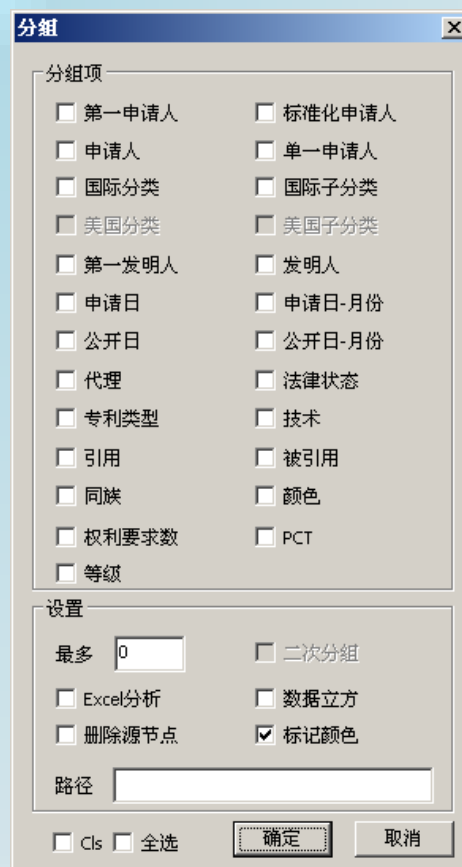 分组
分组项
第一申请人 标准化申请人
申请人 单一申请人
国际分类 国际子分类
美国分类 美国子分类
第一发明人 发明人
申请日 申请日-月份
公开日 公开日-月份
代理 法律状态
专利类型 技术
引用 被引用
同族 颜色
权利要求数 PCT
等级
设置
最多 0 二次分组
Excel分析 数据立方
删除源节点 标记颜色
路径
Cls 全选 确定 取消